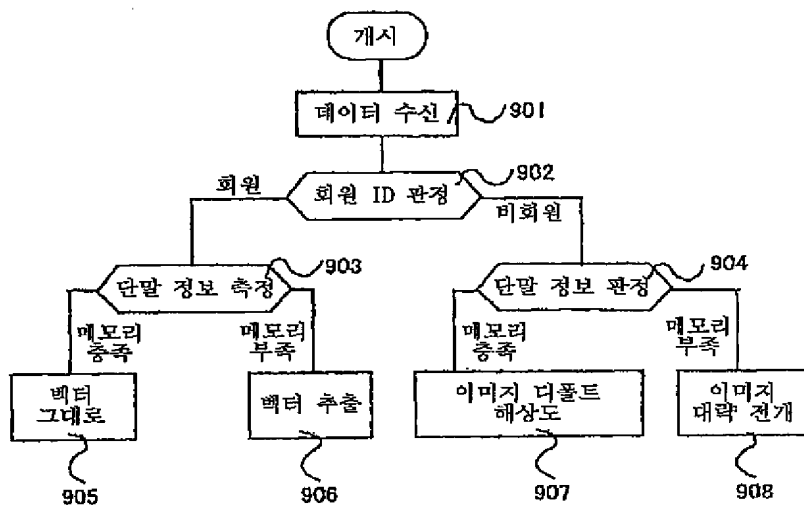 개시
데이터 수신
901
회원 ID 판정
902
회원
비회원
단말 정보 측정
903
단말 정보 판정
904
메모리
충족
메모리
부족
메모리
충족
메모리
부족
벡터
그대로
벡터 추출
이미지 디폴트
해상도
이미지
대략 전개
905
906
907
908